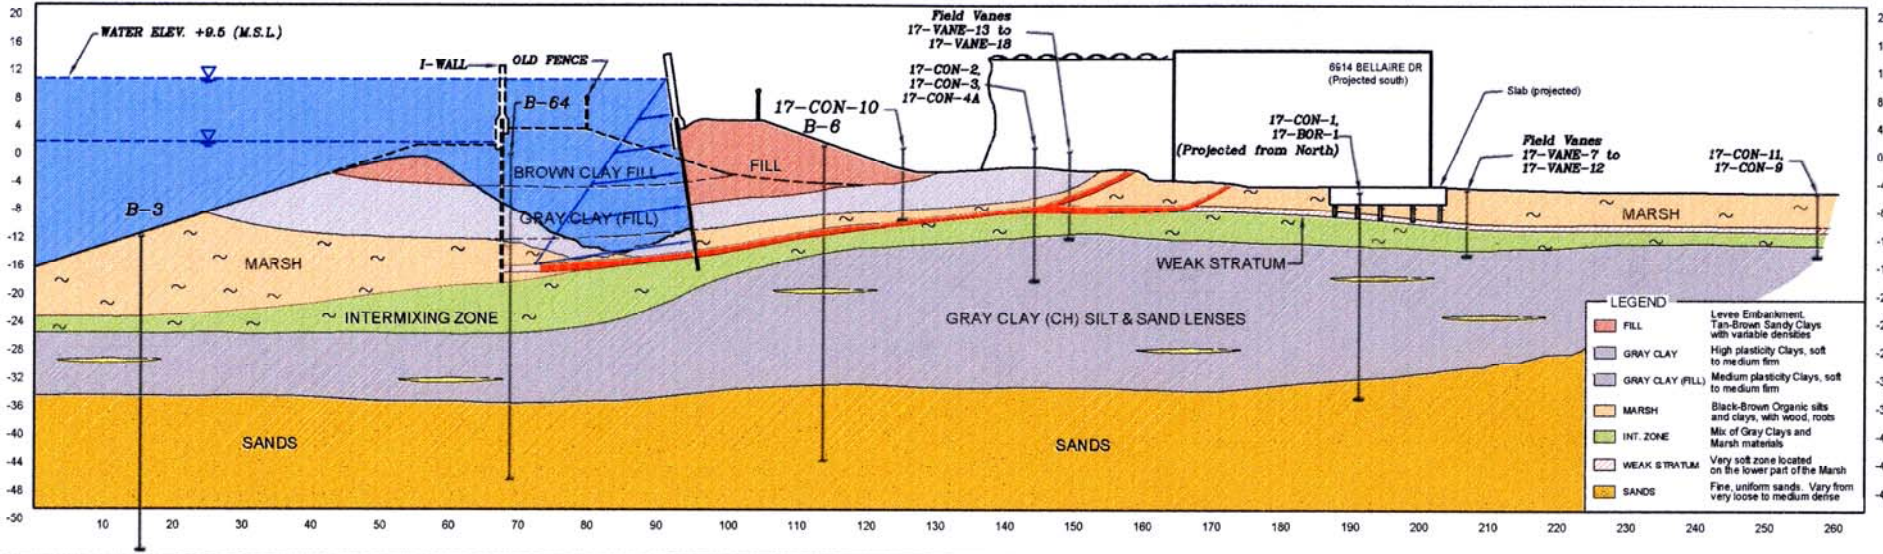 20
16
12
8
4
0
-4
-8
-12
-16
-20
-24
-28
-32
-36
-40
-44
-48
-50
WATER ELEV. +9.5 (M.S.L.)
I-WALL
OLD FENCE
B-64
B-3
BROWN CLAY FILL
GRAY CLAY (FILL)
FILL
17-CON-10
B-6
Field Vanes
17-VANE-13 to
17-VANE-18
17-CON-2,
17-CON-3,
17-CON-4A
6914 BELLAIRE DR
(Projected south)
Slab (projected)
17-CON-1,
17-BOR-1
(Projected from North)
Field Vanes
17-VANE-7 to
17-VANE-12
17-CON-11,
17-CON-9
MARSH
MARSH
WEAK STRATUM
INTERMIXING ZONE
GRAY CLAY (CH) SILT & SAND LENSES
SANDS
SANDS
LEGEND
FILL Levee Embankment.
Tan-Brown Sandy Clays
with variable densities
GRAY CLAY High plasticity Clays, soft
to medium firm
GRAY CLAY (FILL) Medium plasticity Clays, soft
to medium firm
MARSH Black-Brown Organic silts
and clays, with wood, roots
INT. ZONE Mix of Gray Clays and
Marsh materials
WEAK STRATUM Very soft zone located
on the lower part of the Marsh
SANDS Fine, uniform sands. Vary from
very loose to medium dense
10 20 30 40 50 60 70 80 90 100 110 120 130 140 150 160 170 180 190 200 210 220 230 240 250 260